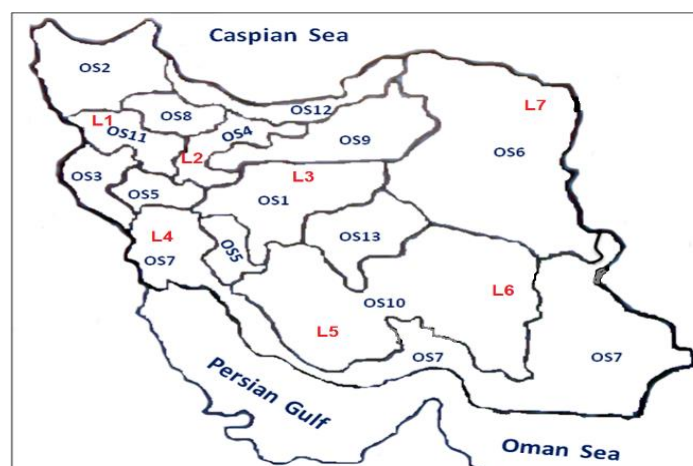 Caspian Sea
OS2
L7
OS12
OS8
L1
OS11
OS4
OS9
OS6
L2
OS3
L3
OS5
OS1
L4
OS13
OS5
OS7
L6
OS10
L5
OS7
OS7
Persian Gulf
Oman Sea